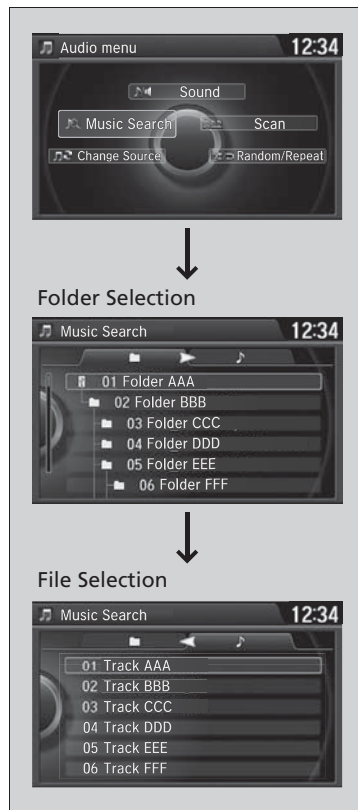 Audio menu 12:34
Sound
Music Search Scan
Change Source Random/Repeat
Folder Selection
Music Search 12:34
01 Folder AAA
02 Folder BBB
03 Folder CCC
04 Folder DDD
05 Folder EEE
06 Folder FFF
File Selection
Music Search 12:34
01 Track AAA
02 Track BBB
03 Track CCC
04 Track DDD
05 Track EEE
06 Track FFF